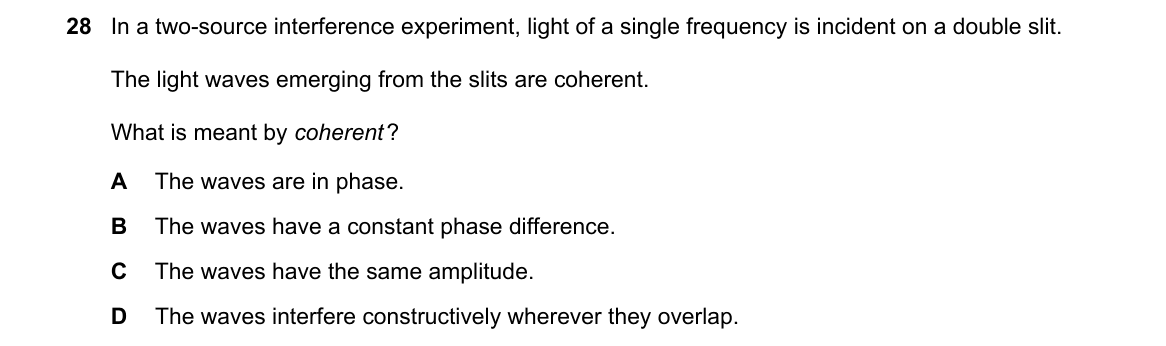 28 In a two-source interference experiment, light of a single frequency is incident on a double slit.
The light waves emerging from the slits are coherent.
What is meant by coherent?
A The waves are in phase.
B The waves have a constant phase difference.
C The waves have the same amplitude.
D The waves interfere constructively wherever they overlap.